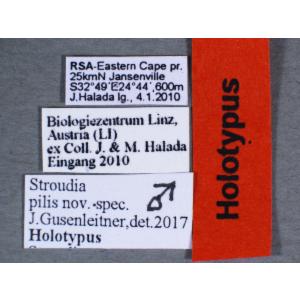 RSA-Eastern Cape pr.
25kmN Jansenville
S32°49'E24°44',600m
J.Halada lg., 4.1.2010
Biologiezentrum Linz,
Austria (LI)
ex Coll. J. & M. Halada
Eingang 2010
Stroudia ♂
pilis nov.-spec.
J.Gusenleitner,det.2017
Holotypus
Holotypus